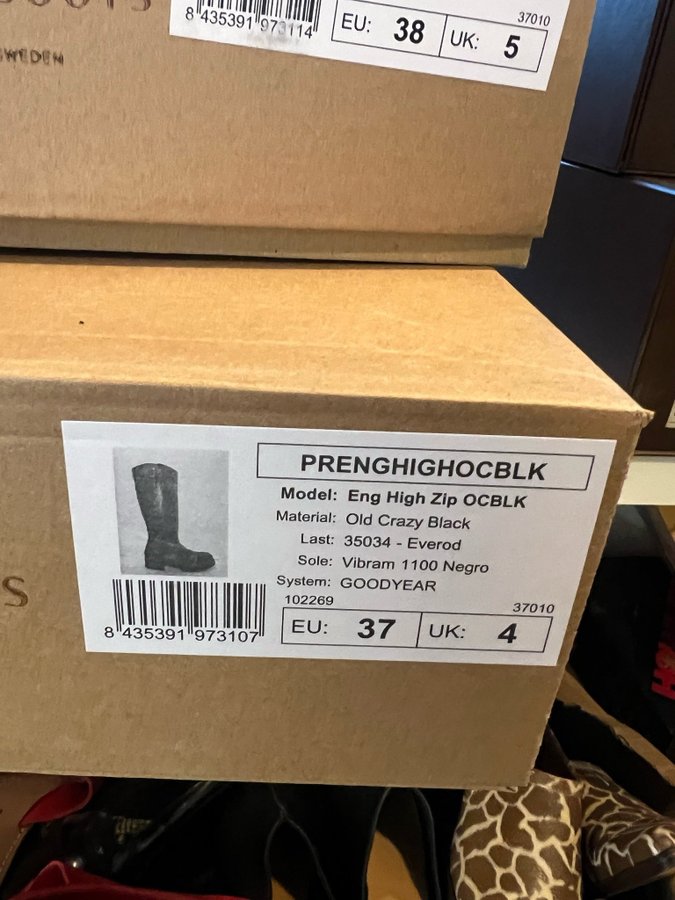 8 435391 973114
37010
EU: 38 UK: 5
SWEDEN
PRENGHIGHOCBLK
Model: Eng High Zip OCBLK
Material: Old Crazy Black
Last: 35034 - Everod
Sole: Vibram 1100 Negro
System: GOODYEAR
102269
37010
8 435391 973107
EU: 37 UK: 4
S